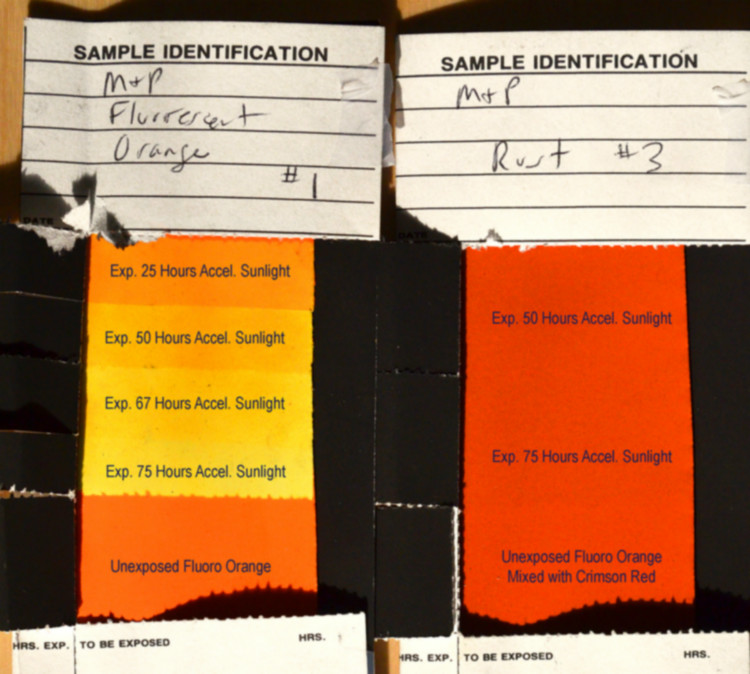 SAMPLE IDENTIFICATION
M+P
Flurrescent
Orange
#1
DATE
Exp. 25 Hours Accel. Sunlight
Exp. 50 Hours Accel. Sunlight
Exp. 67 Hours Accel. Sunlight
Exp. 75 Hours Accel. Sunlight
Unexposed Fluoro Orange
HRS. EXP. TO BE EXPOSED HRS.
SAMPLE IDENTIFICATION
M+P
Rust #3
DATE
Exp. 50 Hours Accel. Sunlight
Exp. 75 Hours Accel. Sunlight
Unexposed Fluoro Orange
Mixed with Crimson Red
HRS. EXP. TO BE EXPOSED HRS.